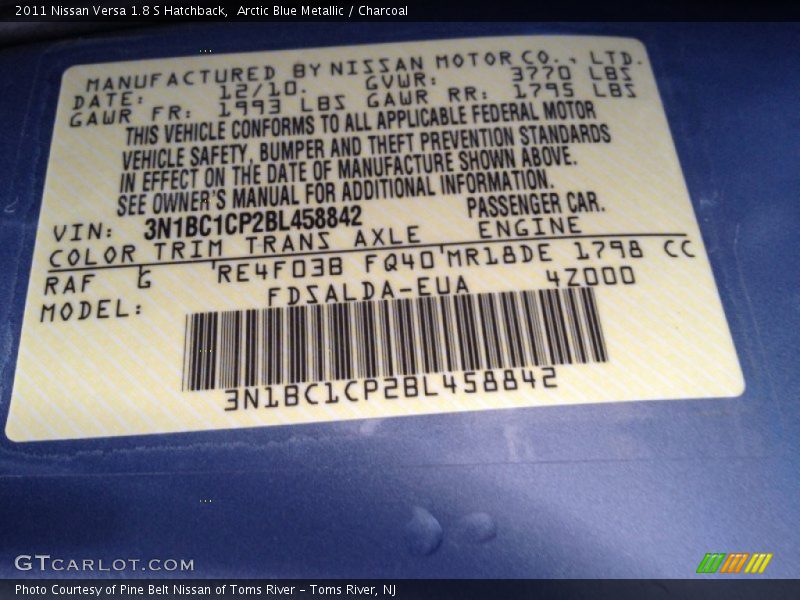 2011 Nissan Versa 1.8 S Hatchback,  Arctic Blue Metallic / Charcoal
MANUFACTURED BY NISSAN MOTOR CO., LTD.
DATE: 12/10. GVWR: 3770 LBS
GAWR FR: 1993 LBS GAWR RR: 1795 LBS
THIS VEHICLE CONFORMS TO ALL APPLICABLE FEDERAL MOTOR
VEHICLE SAFETY, BUMPER AND THEFT PREVENTION STANDARDS
IN EFFECT ON THE DATE OF MANUFACTURE SHOWN ABOVE.
SEE OWNER'S MANUAL FOR ADDITIONAL INFORMATION.
VIN: 3N1BC1CP2BL458842 PASSENGER CAR.
COLOR TRIM TRANS AXLE ENGINE
RAF G RE4F03B FQ40 MR18DE 1798 CC
MODEL: FDSALDA-EUA 4Z000
3N1BC1CP2BL458842
GTCARLOT.COM
Photo Courtesy of Pine Belt Nissan of Toms River – Toms River, NJ